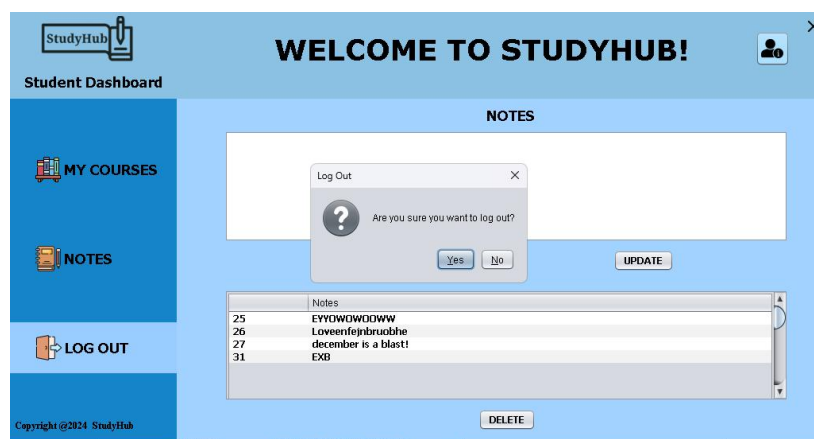 StudyHub
WELCOME TO STUDYHUB!
Student Dashboard
NOTES
MY COURSES
Log Out
Are you sure you want to log out?
Yes No
NOTES
UPDATE
Notes
25 EYYOWOWOOWW
26 Loveenfejnbruobhe
27 december is a blast!
31 EXB
LOG OUT
DELETE
Copyright @2024 StudyHub